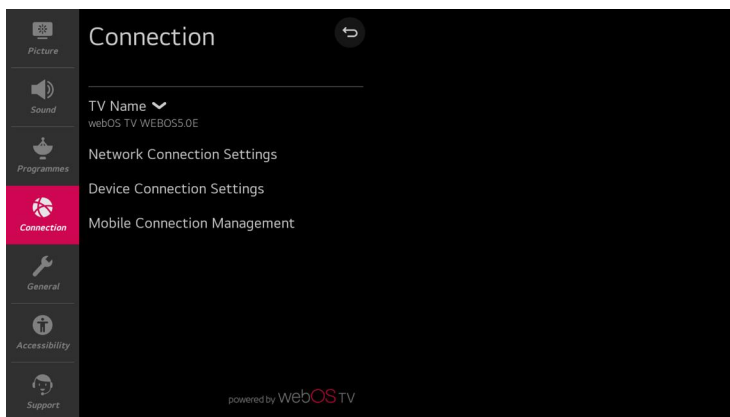 Picture
Sound
Programmes
Connection
General
Accessibility
Support
Connection
TV Name
webOS TV WEBOS5.0E
Network Connection Settings
Device Connection Settings
Mobile Connection Management
powered by webOS TV